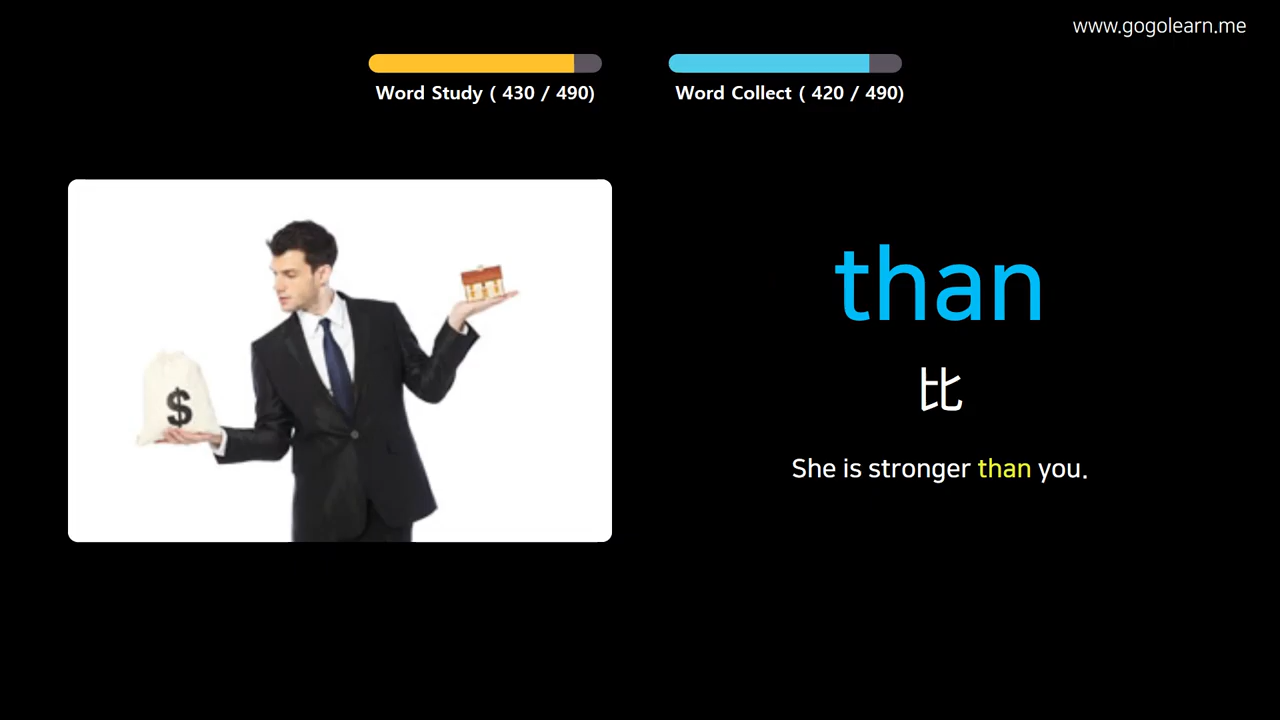 www.gogolearn.me
Word Study ( 430 / 490)
Word Collect ( 420 / 490)
$
than
比
She is stronger than you.